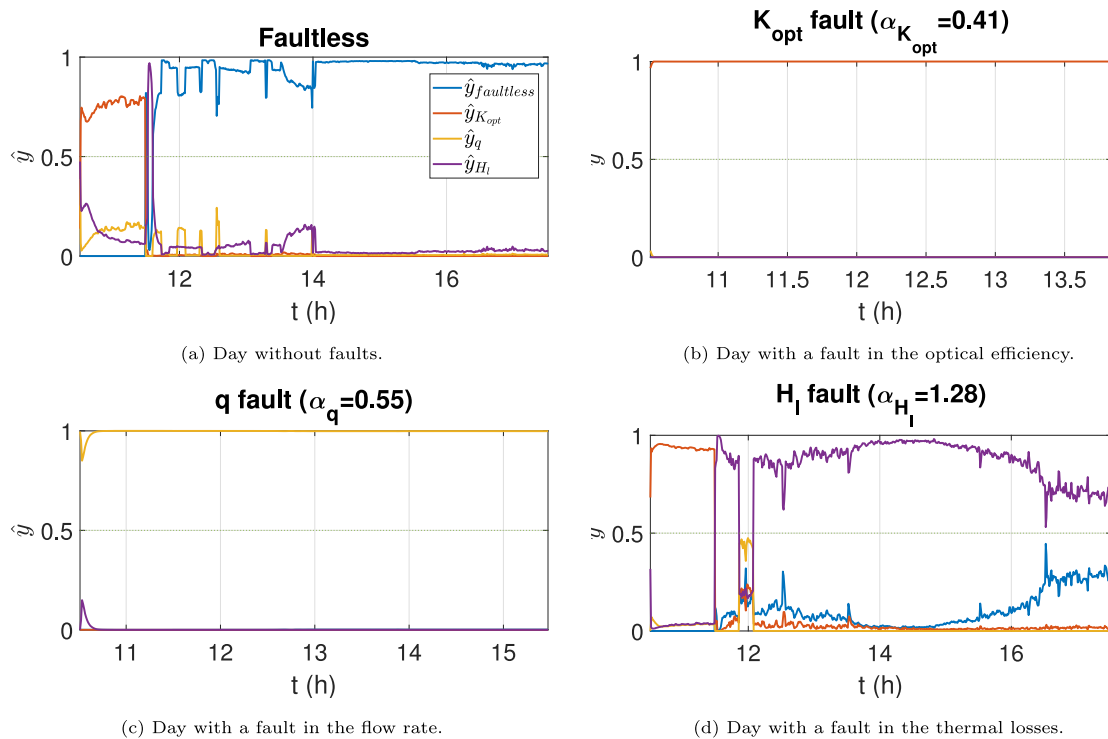 Faultless
1
0.5
0
ŷ
ŷ_faultless
ŷ_K_opt
ŷ_q
ŷ_H_l
12 14 16
t (h)
(a) Day without faults.
K_opt fault (α_K_opt=0.41)
1
0.5
0
y
11 11.5 12 12.5 13 13.5
t (h)
(b) Day with a fault in the optical efficiency.
q fault (α_q=0.55)
1
0.5
0
ŷ
11 12 13 14 15
t (h)
(c) Day with a fault in the flow rate.
H_l fault (α_H_l=1.28)
1
0.5
0
y
12 14 16
t (h)
(d) Day with a fault in the thermal losses.